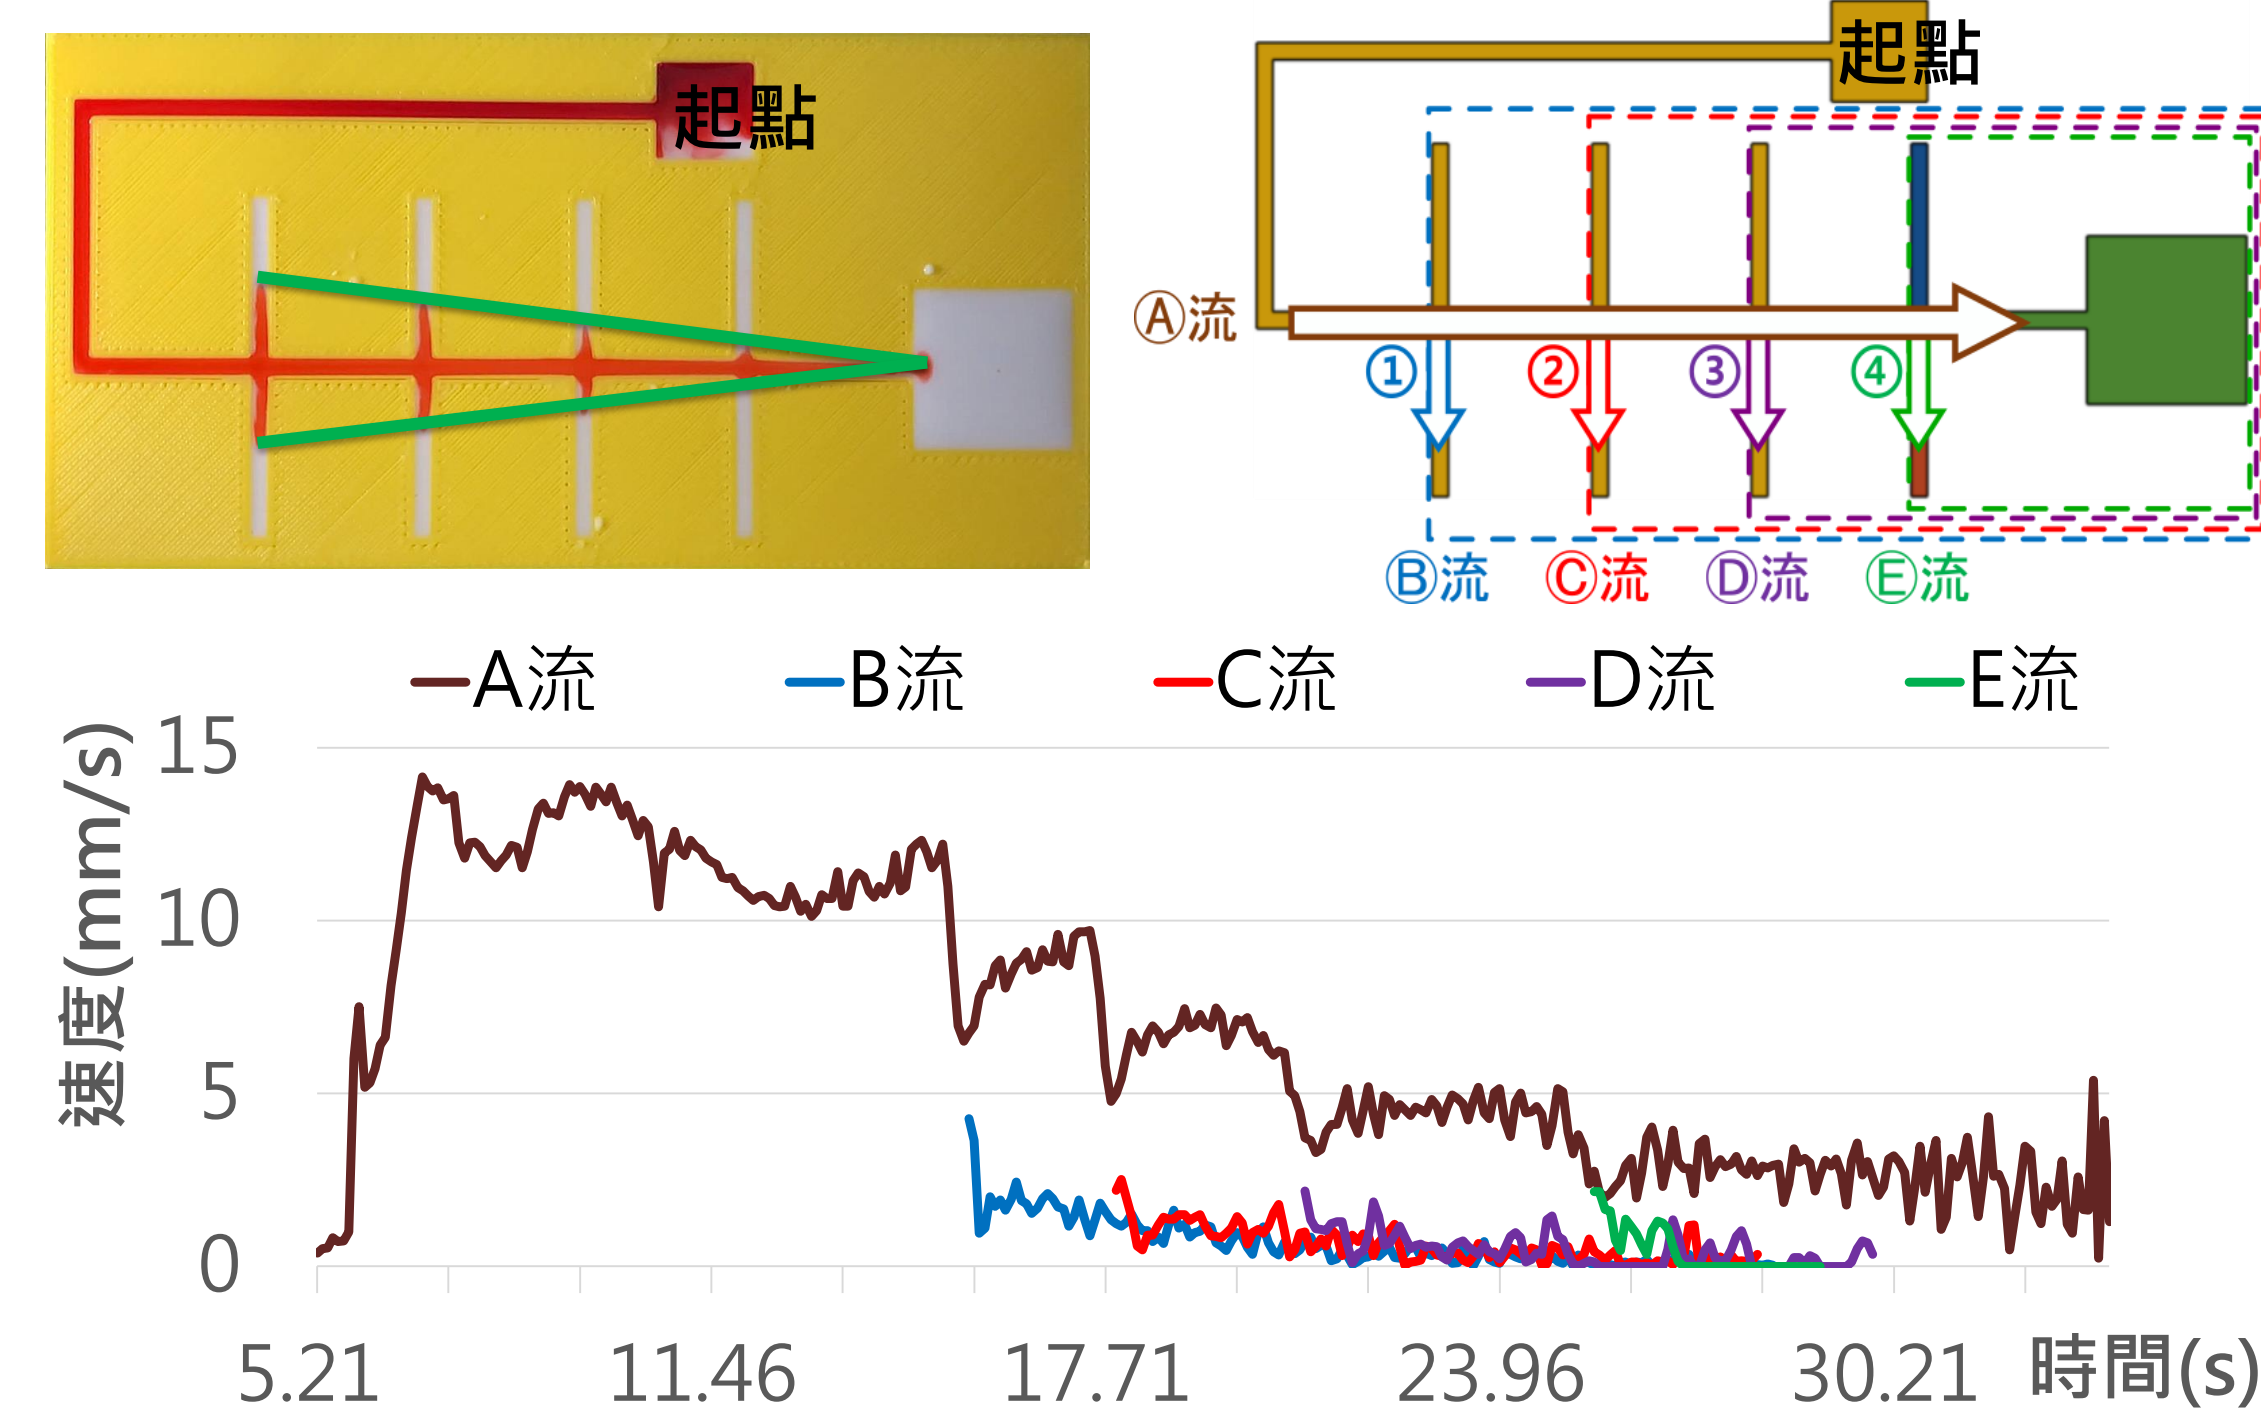 起點
起點
Ⓐ流
① ② ③ ④
Ⓑ流 Ⓒ流 Ⓓ流 Ⓔ流
A流 B流 C流 D流 E流
速度(mm/s)
15
10
5
0
5.21 11.46 17.71 23.96 30.21 時間(s)